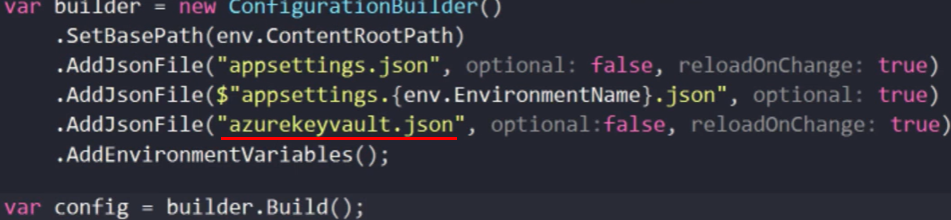 var builder = new ConfigurationBuilder()
.SetBasePath(env.ContentRootPath)
.AddJsonFile("appsettings.json", optional: false, reloadOnChange: true)
.AddJsonFile($"appsettings.{env.EnvironmentName}.json", optional: true)
.AddJsonFile("azurekeyvault.json", optional:false, reloadOnChange: true)
.AddEnvironmentVariables();
var config = builder.Build();